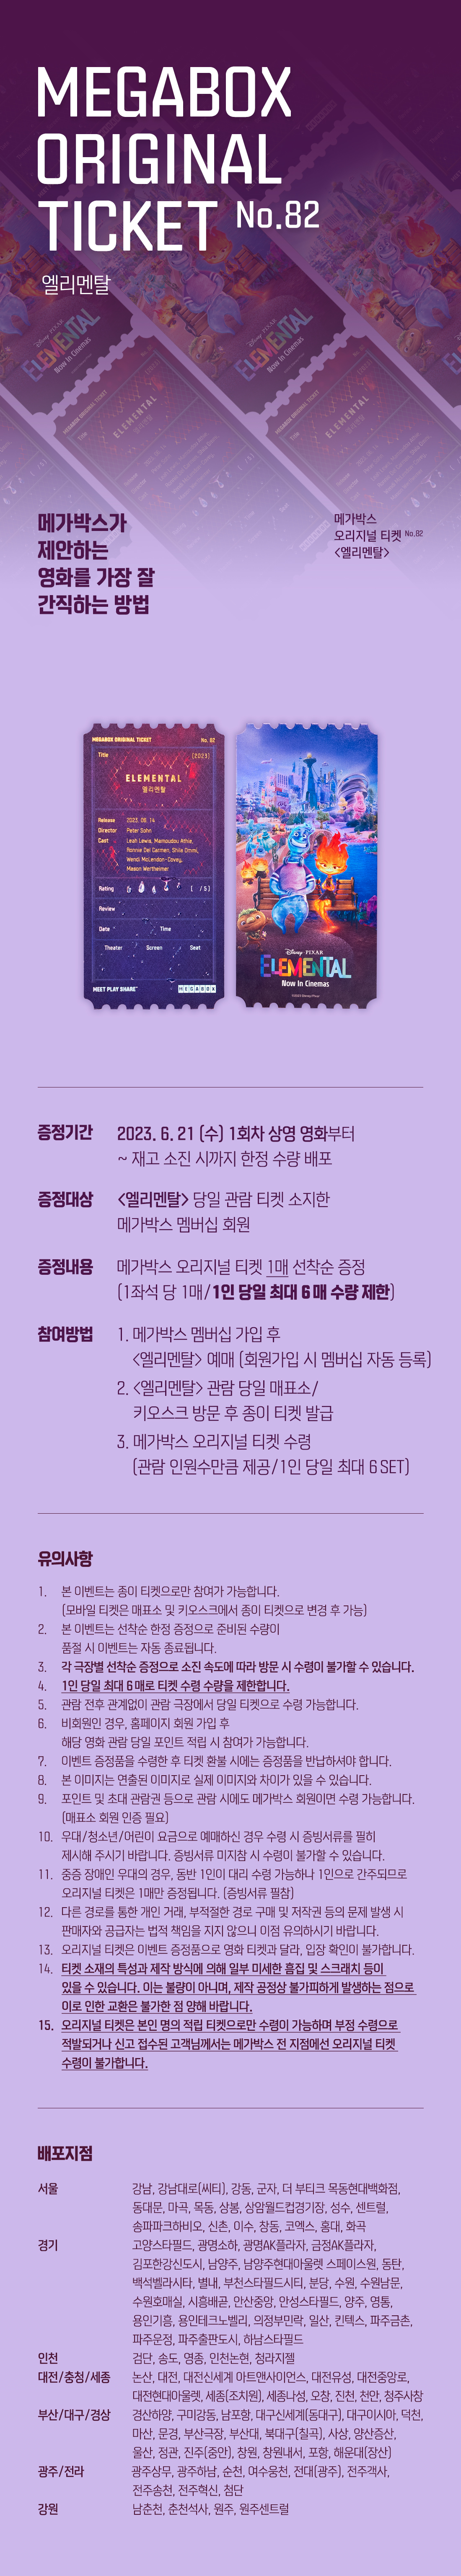 MEGABOX
ORIGINAL
TICKET No.82
엘리멘탈
Disney PIXAR
ELEMENTAL
Now In Cinemas
Disney PIXAR
ELEMENTAL
Now In Cinemas
MEGABOX ORIGINAL TICKET
Title
ELEMENTAL
엘리멘탈
MEGABOX ORIGINAL TICKET
Title
ELEMENTAL
엘리멘탈
메가박스가
제안하는
영화를 가장 잘
간직하는 방법
메가박스
오리지널 티켓 No.82
<엘리멘탈>
MEGABOX ORIGINAL TICKET No. 82
Title [2023]
ELEMENTAL
엘리멘탈
Release 2023. 06. 14
Director Peter Sohn
Cast Leah Lewis, Mamoudou Athie,
Ronnie Del Carmen, Shila Ommi,
Wendi McLendon-Covey,
Mason Wertheimer
Rating [ / 5 ]
Review
Date Time
Theater Screen Seat
MEET PLAY SHARE MEGABOX
Disney PIXAR
ELEMENTAL
Now In Cinemas
©2023 Disney/Pixar
증정기간 2023. 6. 21 (수) 1회차 상영 영화부터
~ 재고 소진 시까지 한정 수량 배포
증정대상 <엘리멘탈> 당일 관람 티켓 소지한
메가박스 멤버십 회원
증정내용 메가박스 오리지널 티켓 1매 선착순 증정
(1좌석 당 1매/1인 당일 최대 6매 수량 제한)
참여방법 1. 메가박스 멤버십 가입 후
<엘리멘탈> 예매 (회원가입 시 멤버십 자동 등록)
2. <엘리멘탈> 관람 당일 매표소/
키오스크 방문 후 종이 티켓 발급
3. 메가박스 오리지널 티켓 수령
(관람 인원수만큼 제공/1인 당일 최대 6 SET)
유의사항
1. 본 이벤트는 종이 티켓으로만 참여가 가능합니다.
(모바일 티켓은 매표소 및 키오스크에서 종이 티켓으로 변경 후 가능)
2. 본 이벤트는 선착순 한정 증정으로 준비된 수량이
품절 시 이벤트는 자동 종료됩니다.
3. 각 극장별 선착순 증정으로 소진 속도에 따라 방문 시 수령이 불가할 수 있습니다.
4. 1인 당일 최대 6매로 티켓 수령 수량을 제한합니다.
5. 관람 전후 관계없이 관람 극장에서 당일 티켓으로 수령 가능합니다.
6. 비회원인 경우, 홈페이지 회원 가입 후
해당 영화 관람 당일 포인트 적립 시 참여가 가능합니다.
7. 이벤트 증정품을 수령한 후 티켓 환불 시에는 증정품을 반납하셔야 합니다.
8. 본 이미지는 연출된 이미지로 실제 이미지와 차이가 있을 수 있습니다.
9. 포인트 및 초대 관람권 등으로 관람 시에도 메가박스 회원이면 수령 가능합니다.
(매표소 회원 인증 필요)
10. 우대/청소년/어린이 요금으로 예매하신 경우 수령 시 증빙서류를 필히
제시해 주시기 바랍니다. 증빙서류 미지참 시 수령이 불가할 수 있습니다.
11. 중증 장애인 우대의 경우, 동반 1인이 대리 수령 가능하나 1인으로 간주되므로
오리지널 티켓은 1매만 증정됩니다. (증빙서류 필참)
12. 다른 경로를 통한 개인 거래, 부적절한 경로 구매 및 저작권 등의 문제 발생 시
판매자와 공급자는 법적 책임을 지지 않으니 이점 유의하시기 바랍니다.
13. 오리지널 티켓은 이벤트 증정품으로 영화 티켓과 달라, 입장 확인이 불가합니다.
14. 티켓 소재의 특성과 제작 방식에 의해 일부 미세한 흠집 및 스크래치 등이
있을 수 있습니다. 이는 불량이 아니며, 제작 공정상 불가피하게 발생하는 점으로
이로 인한 교환은 불가한 점 양해 바랍니다.
15. 오리지널 티켓은 본인 명의 적립 티켓으로만 수령이 가능하며 부정 수령으로
적발되거나 신고 접수된 고객님께서는 메가박스 전 지점에선 오리지널 티켓
수령이 불가합니다.
배포지점
서울 강남, 강남대로(씨티), 강동, 군자, 더 부티크 목동현대백화점,
동대문, 마곡, 목동, 상봉, 상암월드컵경기장, 성수, 센트럴,
송파파크하비오, 신촌, 이수, 창동, 코엑스, 홍대, 화곡
경기 고양스타필드, 광명소하, 광명AK플라자, 금정AK플라자,
김포한강신도시, 남양주, 남양주현대아울렛 스페이스원, 동탄,
백석벨라시타, 별내, 부천스타필드시티, 분당, 수원, 수원남문,
수원호매실, 시흥배곧, 안산중앙, 안성스타필드, 양주, 영통,
용인기흥, 용인테크노밸리, 의정부민락, 일산, 킨텍스, 파주금촌,
파주운정, 파주출판도시, 하남스타필드
인천 검단, 송도, 영종, 인천논현, 청라지젤
대전/충청/세종 논산, 대전, 대전신세계 아트앤사이언스, 대전유성, 대전중앙로,
대전현대아울렛, 세종(조치원), 세종나성, 오창, 진천, 천안, 청주사창
부산/대구/경상 경산하양, 구미강동, 남포항, 대구신세계(동대구), 대구이시아, 덕천,
마산, 문경, 부산극장, 부산대, 북대구(칠곡), 사상, 양산증산,
울산, 정관, 진주(중안), 창원, 창원내서, 포항, 해운대(장산)
광주/전라 광주상무, 광주하남, 순천, 여수웅천, 전대(광주), 전주객사,
전주송천, 전주혁신, 첨단
강원 남춘천, 춘천석사, 원주, 원주센트럴